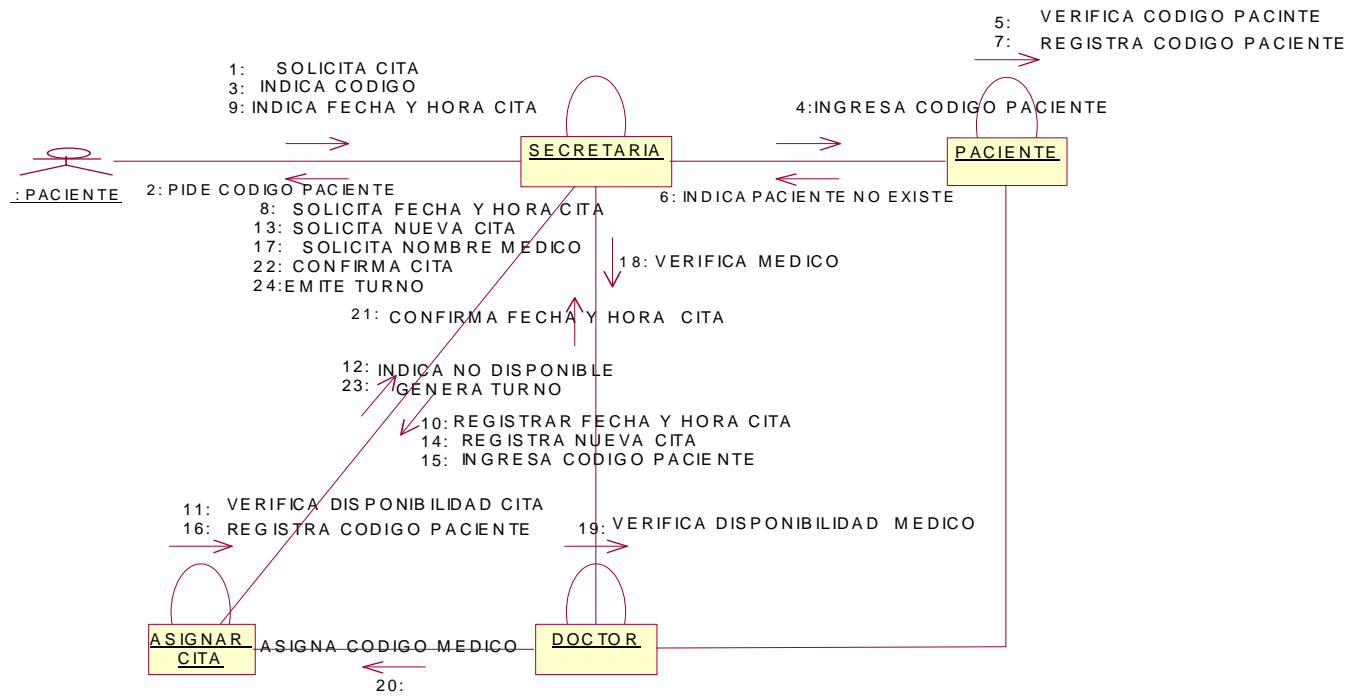 5: VERIFICA CODIGO PACINTE
7: REGISTRA CODIGO PACIENTE
1: SOLICITA CITA
3: INDICA CODIGO
9: INDICA FECHA Y HORA CITA
4:INGRESA CODIGO PACIENTE
SECRETARIA
PACIENTE
: PACIENTE
2: PIDE CODIGO PACIENTE
6: INDICA PACIENTE NO EXISTE
8: SOLICITA FECHA Y HORA CITA
13: SOLICITA NUEVA CITA
17: SOLICITA NOMBRE MEDICO
22: CONFIRMA CITA
24:EMITE TURNO
18: VERIFICA MEDICO
21: CONFIRMA FECHA Y HORA CITA
12: INDICA NO DISPONIBLE
23: GENERA TURNO
10: REGISTRAR FECHA Y HORA CITA
14: REGISTRA NUEVA CITA
15: INGRESA CODIGO PACIENTE
11: VERIFICA DISPONIBILIDAD CITA
16: REGISTRA CODIGO PACIENTE
19: VERIFICA DISPONIBILIDAD MEDICO
ASIGNAR
CITA
ASIGNA CODIGO MEDICO
DOCTOR
20: